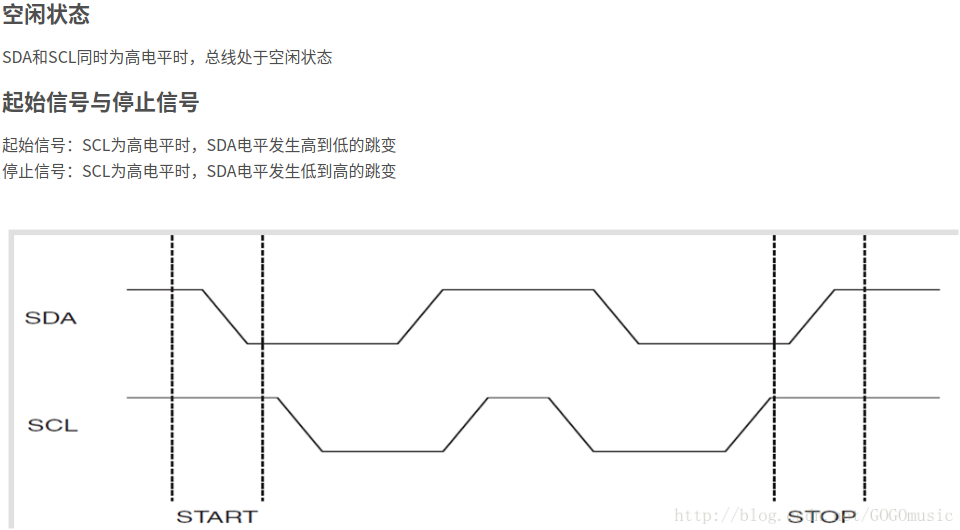 空闲状态
SDA和SCL同时为高电平时，总线处于空闲状态
起始信号与停止信号
起始信号：SCL为高电平时，SDA电平发生高到低的跳变
停止信号：SCL为高电平时，SDA电平发生低到高的跳变
SDA
SCL
START
STOP
http://blog.csdn.net/GOGOmusic